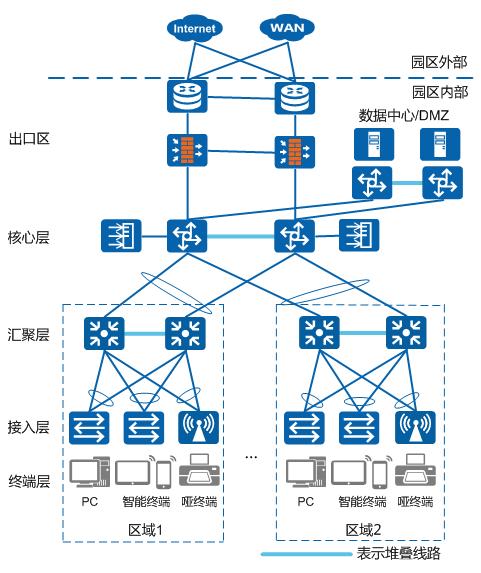 Internet
WAN
园区外部
园区内部
数据中心/DMZ
出口区
核心层
汇聚层
接入层
...
终端层
PC
智能终端
哑终端
PC
智能终端
哑终端
区域1
区域2
表示堆叠线路